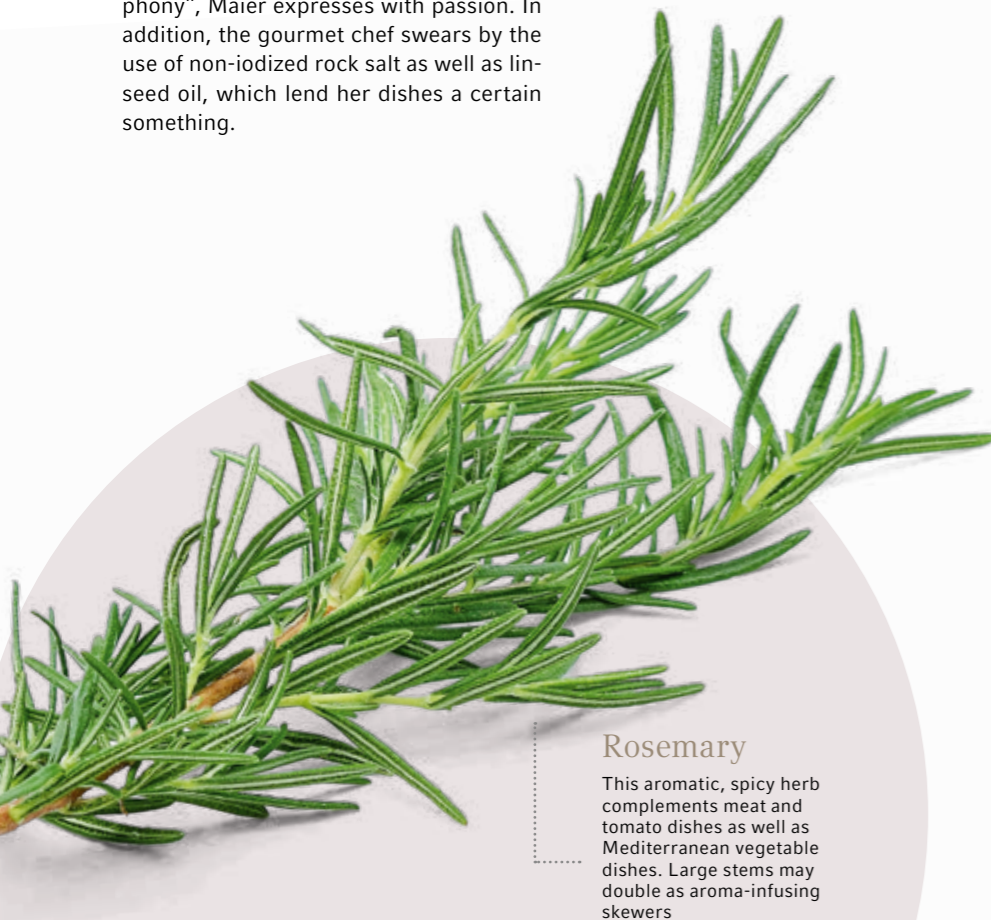 phony”, Maier expresses with passion. In
addition, the gourmet chef swears by the
use of non-iodized rock salt as well as lin-
seed oil, which lend her dishes a certain
something.
Rosemary
This aromatic, spicy herb
complements meat and
tomato dishes as well as
Mediterranean vegetable
dishes. Large stems may
double as aroma-infusing
skewers